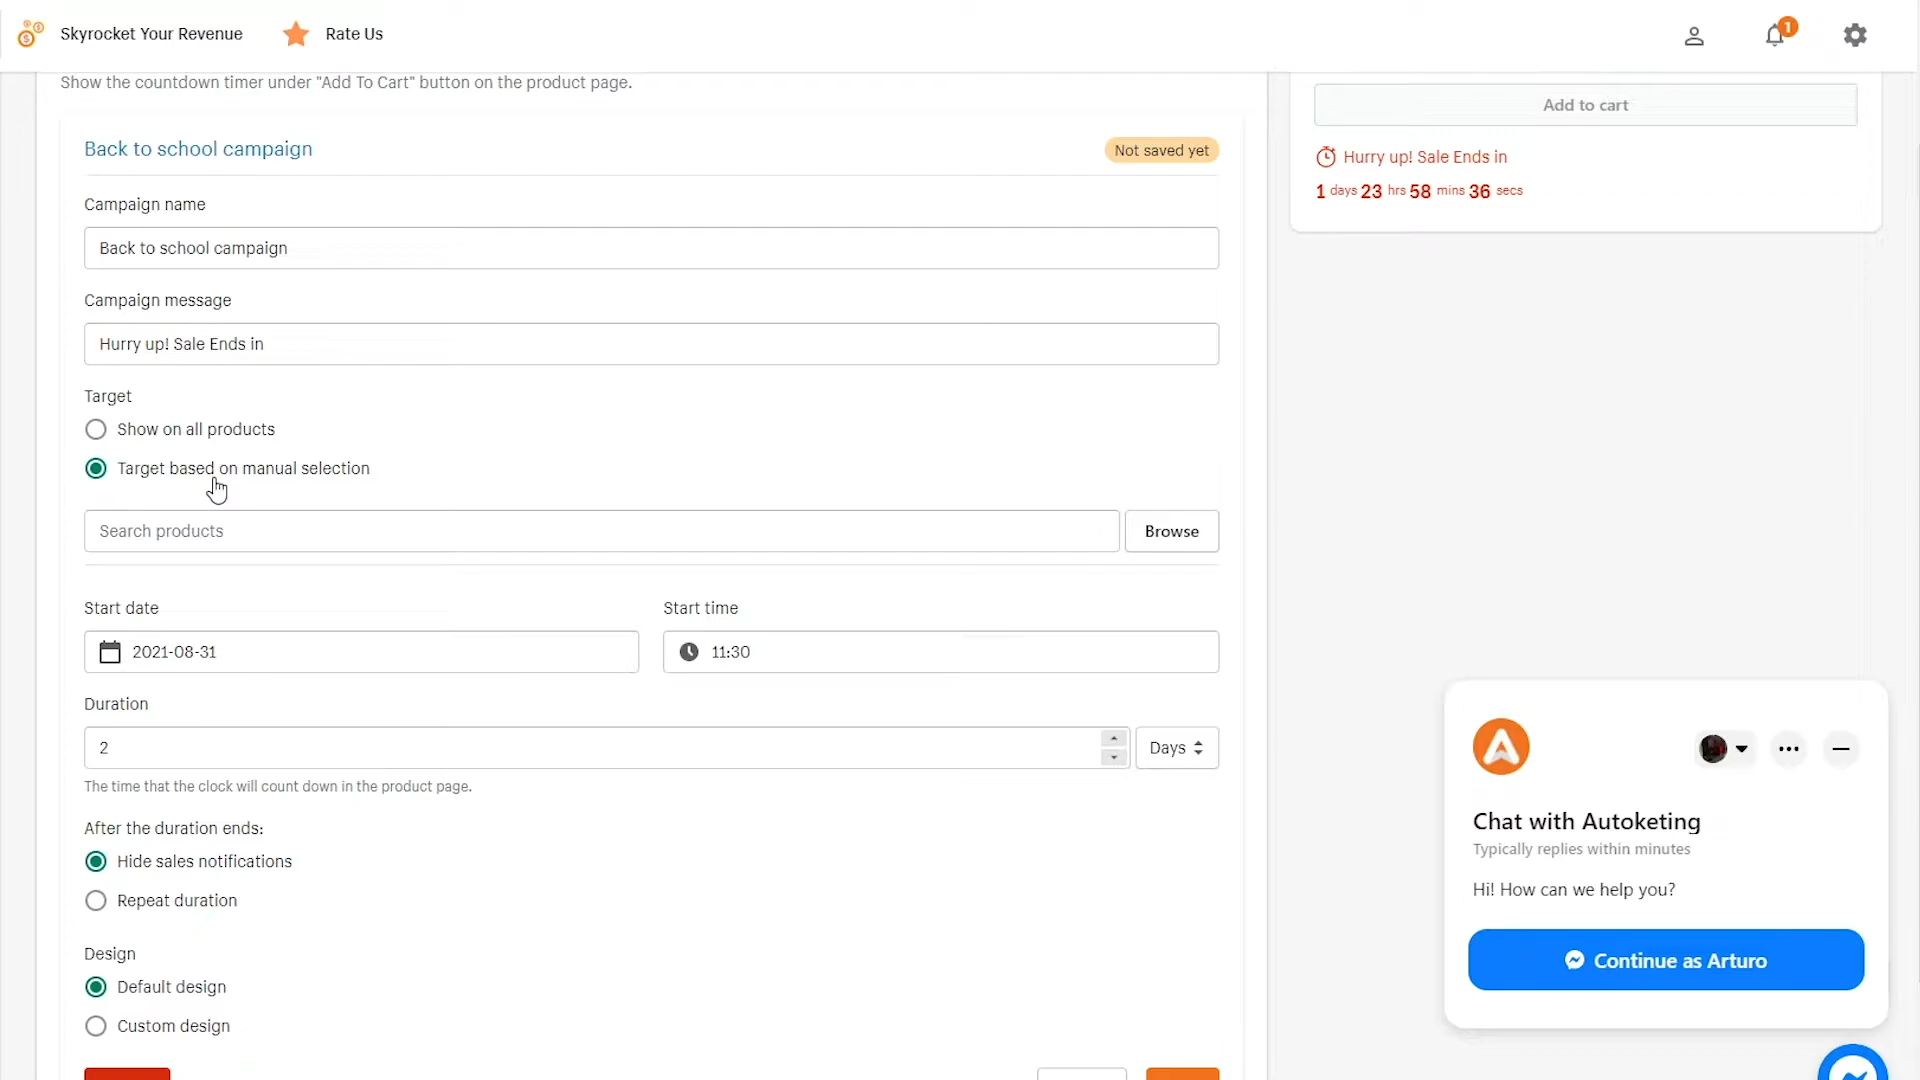 Skyrocket Your Revenue
Rate Us
1
Show the countdown timer under "Add To Cart" button on the product page.
Back to school campaign
Not saved yet
Campaign name
Back to school campaign
Campaign message
Hurry up! Sale Ends in
Target
Show on all products
Target based on manual selection
Search products
Browse
Start date
Start time
2021-08-31
11:30
Duration
2
Days
The time that the clock will count down in the product page.
After the duration ends:
Hide sales notifications
Repeat duration
Design
Default design
Custom design
Add to cart
Hurry up! Sale Ends in
1 days 23 hrs 58 mins 36 secs
Chat with Autoketing
Typically replies within minutes
Hi! How can we help you?
Continue as Arturo